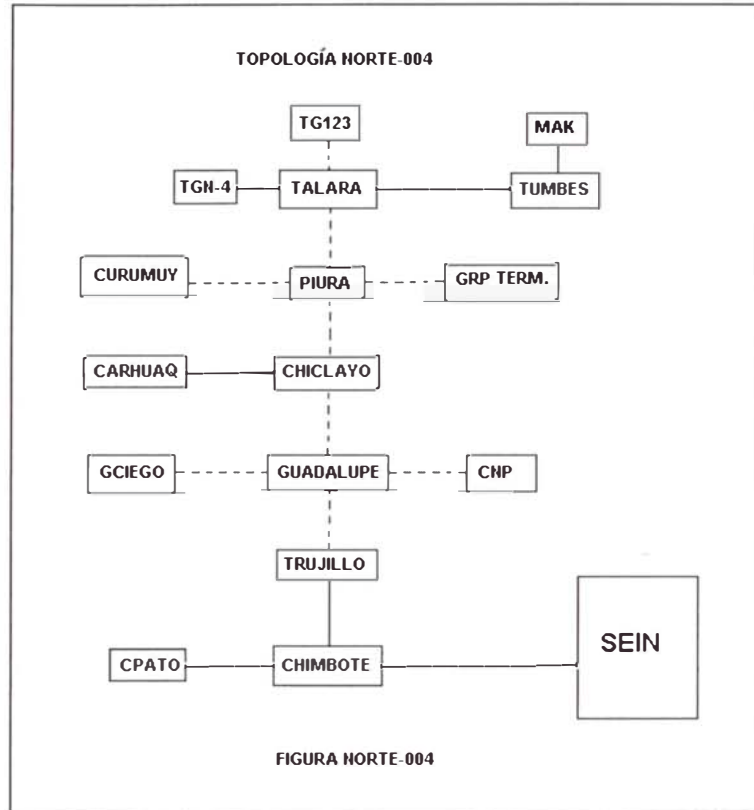 TOPOLOGÍA NORTE-004
TG123
MAK
TGN-4
TALARA
TUMBES
CURUMUY
PIURA
GRP TERM.
CARHUAQ
CHICLAYO
GCIEGO
GUADALUPE
CNP
TRUJILLO
SEIN
CPATO
CHIMBOTE
FIGURA NORTE-004